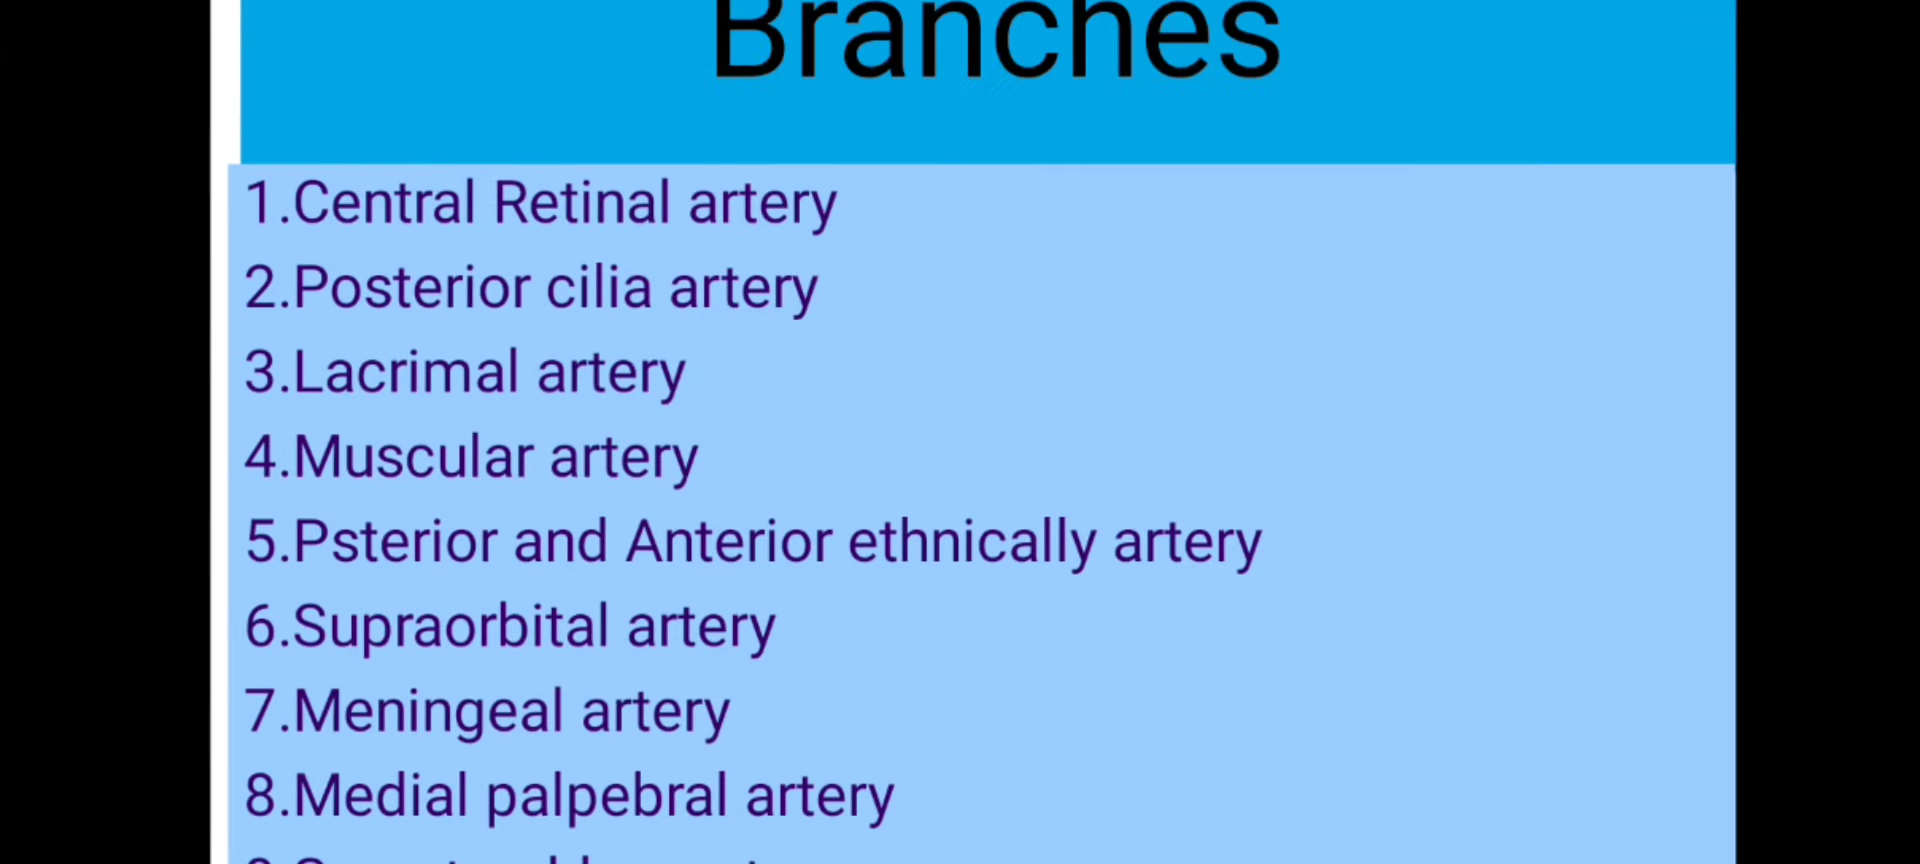 Branches
1.Central Retinal artery
2.Posterior cilia artery
3.Lacrimal artery
4.Muscular artery
5.Psterior and Anterior ethnically artery
6.Supraorbital artery
7.Meningeal artery
8.Medial palpebral artery